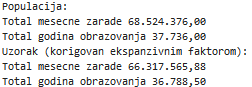 Populacija:
Total mesecne zarade 68.524.376,00
Total godina obrazovanja 37.736,00
Uzorak (korigovan ekspanzivnim faktorom):
Total mesecne zarade 66.317.565,88
Total godina obrazovanja 36.788,50